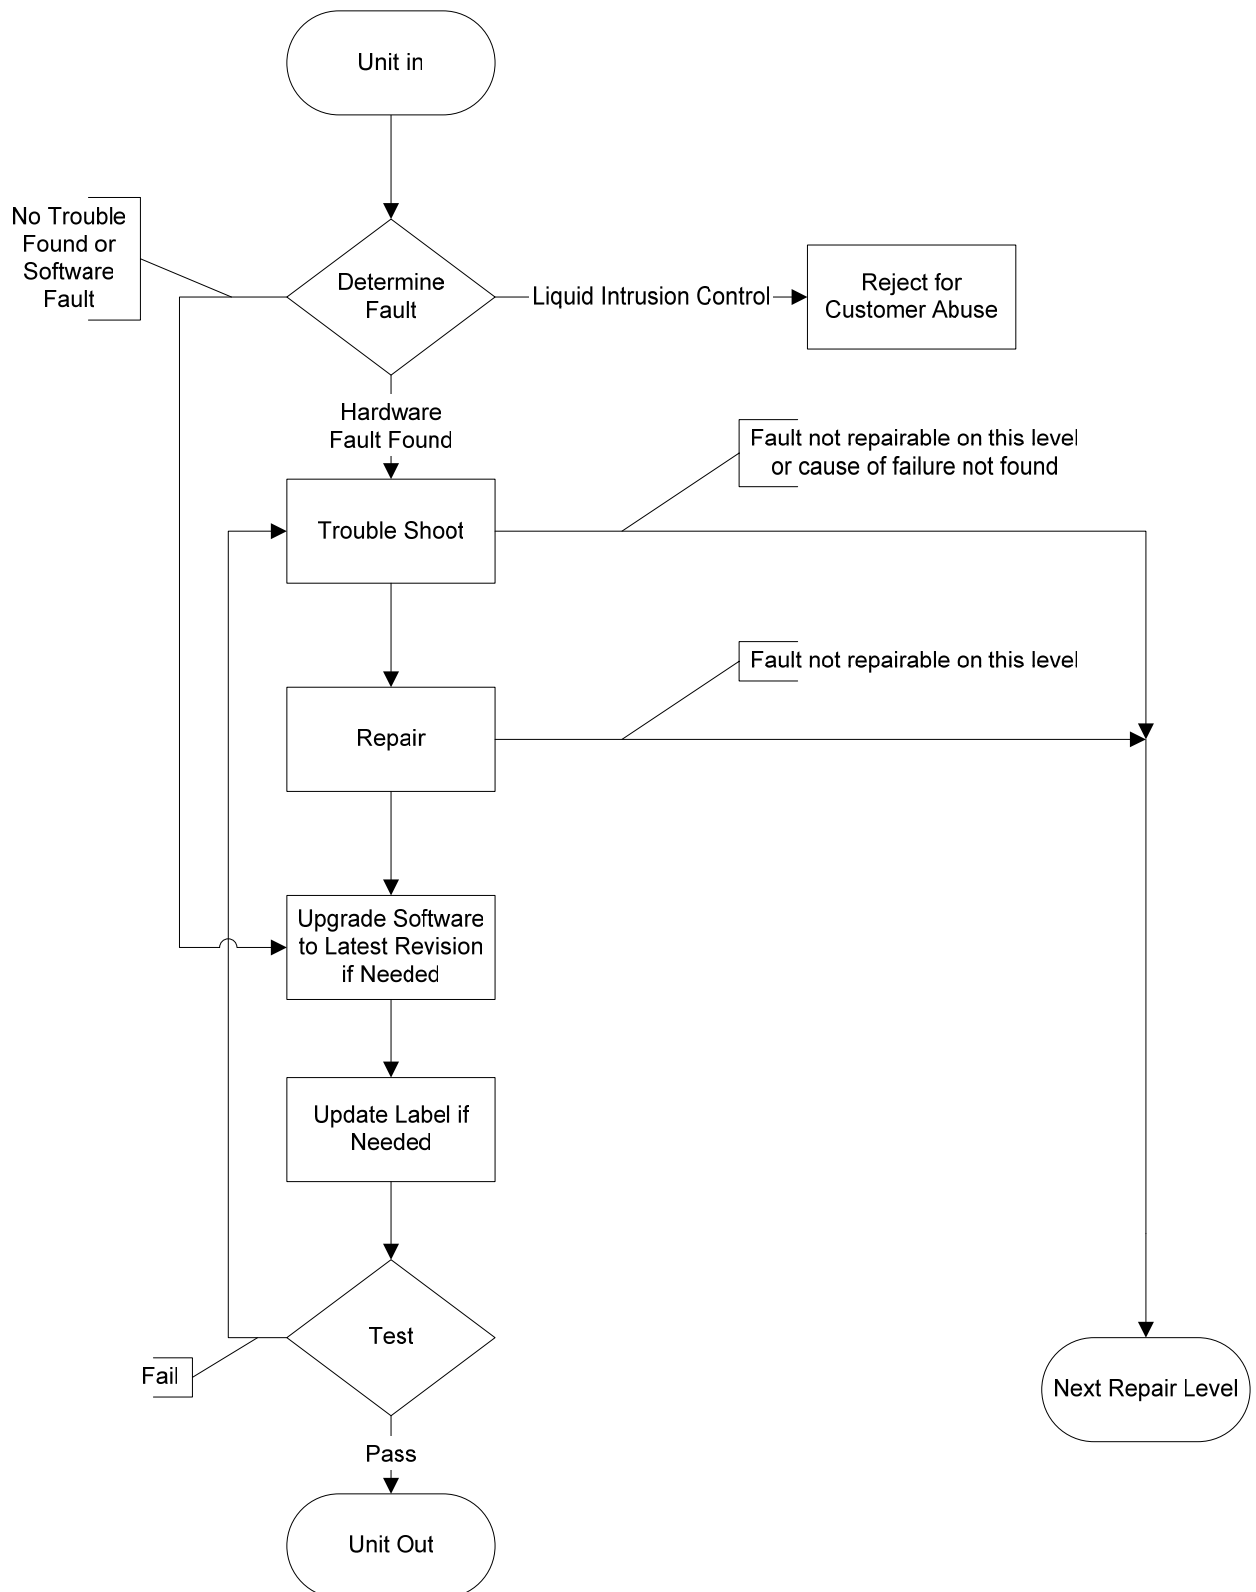 Unit in
No Trouble
Found or
Software
Fault
Determine
Fault
Liquid Intrusion Control
Reject for
Customer Abuse
Hardware
Fault Found
Fault not repairable on this level
or cause of failure not found
Trouble Shoot
Fault not repairable on this level
Repair
Upgrade Software
to Latest Revision
if Needed
Update Label if
Needed
Test
Fail
Next Repair Level
Pass
Unit Out